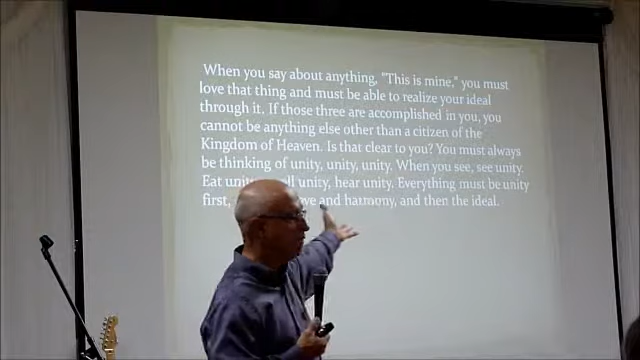 When you say about anything, "This is mine," you must
love that thing and must be able to realize your ideal
through it. If those three are accomplished in you, you
cannot be anything else other than a citizen of the
Kingdom of Heaven. Is that clear to you? You must always
be thinking of unity, unity, unity. When you see, see unity.
Eat unity, hear unity. Everything must be unity
first, and harmony, and then the ideal.